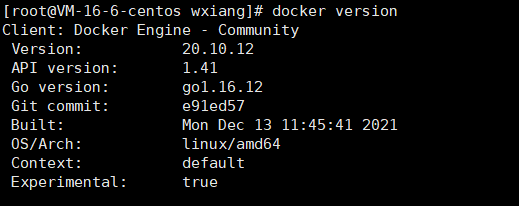 [root@VM-16-6-centos wxiang]# docker version
Client: Docker Engine - Community
 Version:           20.10.12
 API version:       1.41
 Go version:        go1.16.12
 Git commit:        e91ed57
 Built:             Mon Dec 13 11:45:41 2021
 OS/Arch:           linux/amd64
 Context:           default
 Experimental:      true